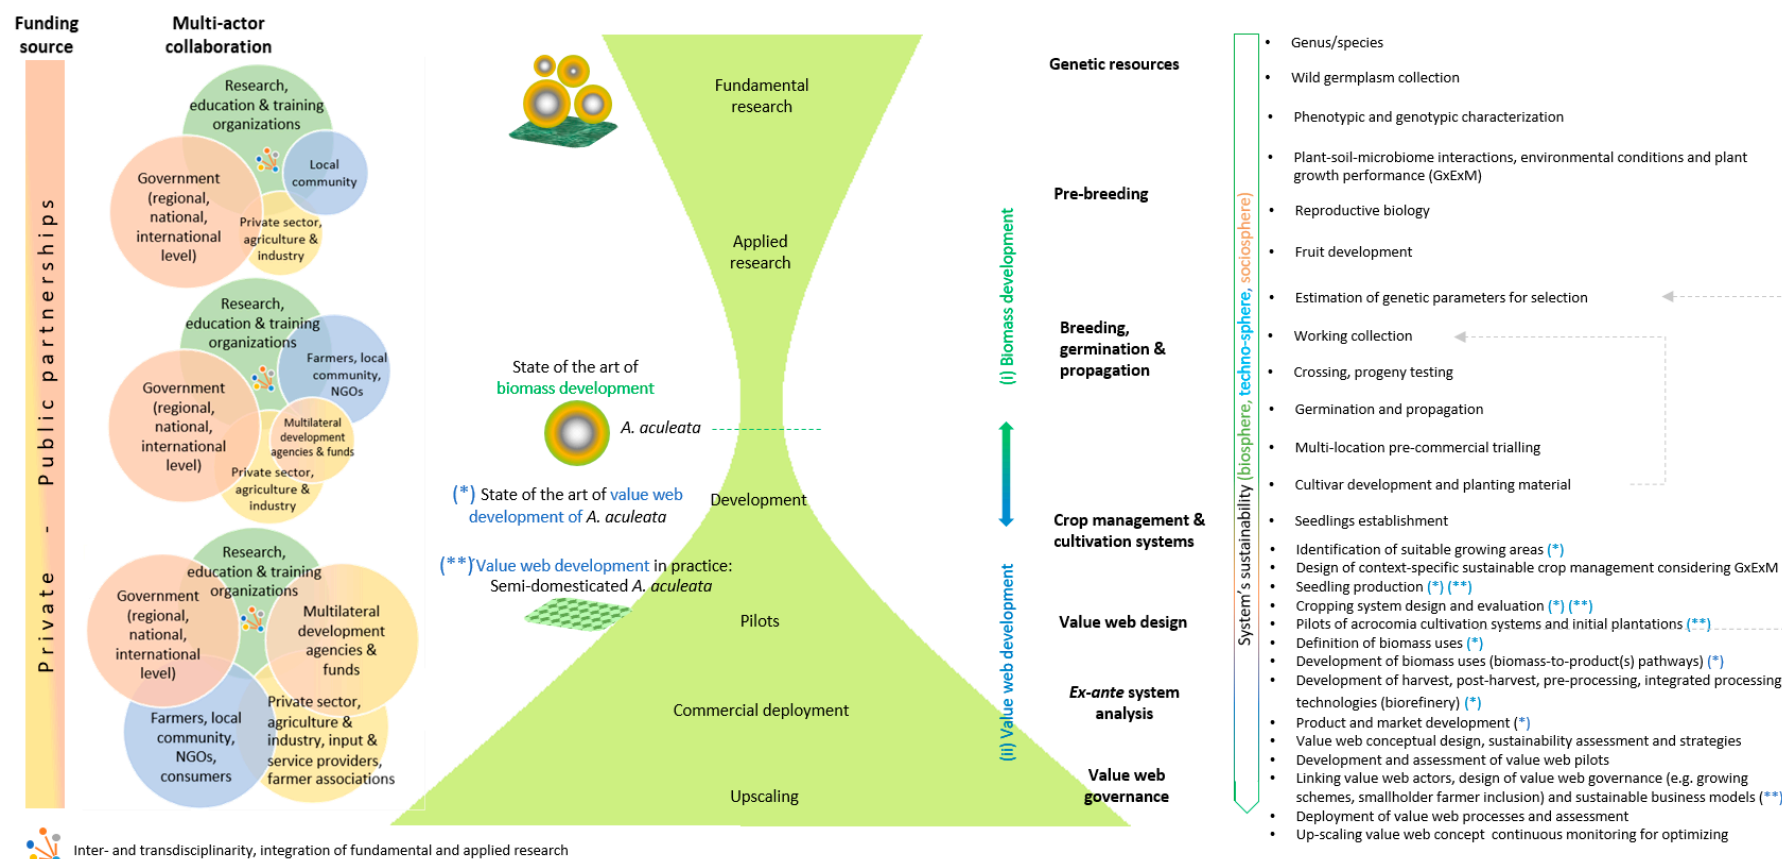 Funding
source
Multi-actor
collaboration
Private - Public partnerships
Research,
education & training
organizations
Local
community
Government
(regional,
national,
international
level)
Private sector,
agriculture &
industry
Research,
education & training
organizations
Farmers, local
community,
NGOs
Government
(regional,
national,
international
level)
Multilateral
development
agencies & funds
Private sector,
agriculture &
industry
Research,
education & training
organizations
Government
(regional,
national,
international
level)
Multilateral
development
agencies &
funds
Farmers, local
community,
NGOs,
consumers
Private sector,
agriculture &
industry, input &
service providers,
farmer associations
Inter- and transdisciplinarity, integration of fundamental and applied research
State of the art of
biomass development
A. aculeata
(*) State of the art of value web
development of A. aculeata
(**) Value web development in practice:
Semi-domesticated A. aculeata
Fundamental
research
Applied
research
Development
Pilots
Commercial deployment
Upscaling
(i) Biomass development
(ii) Value web development
Genetic resources
Pre-breeding
Breeding,
germination &
propagation
Crop management &
cultivation systems
Value web design
Ex-ante system
analysis
Value web
governance
System's sustainability (biosphere, techno-sphere, sociosphere)
• Genus/species
• Wild germplasm collection
• Phenotypic and genotypic characterization
• Plant-soil-microbiome interactions, environmental conditions and plant
growth performance (GxExM)
• Reproductive biology
• Fruit development
• Estimation of genetic parameters for selection
• Working collection
• Crossing, progeny testing
• Germination and propagation
• Multi-location pre-commercial trialling
• Cultivar development and planting material
• Seedlings establishment
• Identification of suitable growing areas (*)
• Design of context-specific sustainable crop management considering GxExM
• Seedling production (*) (**)
• Cropping system design and evaluation (*) (**)
• Pilots of acrocomia cultivation systems and initial plantations (**)
• Definition of biomass uses (*)
• Development of biomass uses (biomass-to-product(s) pathways) (*)
• Development of harvest, post-harvest, pre-processing, integrated processing
technologies (biorefinery) (*)
• Product and market development (*)
• Value web conceptual design, sustainability assessment and strategies
• Development and assessment of value web pilots
• Linking value web actors, design of value web governance (e.g. growing
schemes, smallholder farmer inclusion) and sustainable business models (**)
• Deployment of value web processes and assessment
• Up-scaling value web concept continuous monitoring for optimizing